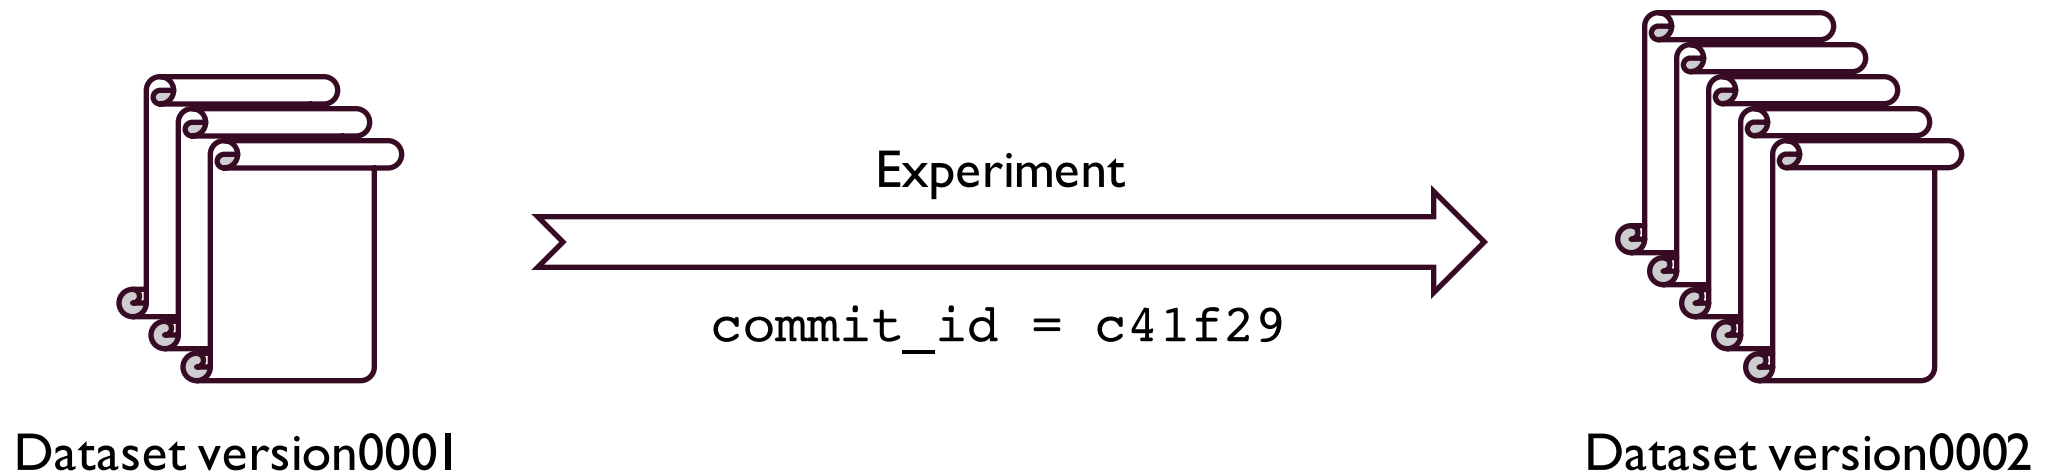 Experiment
commit_id = c41f29
Dataset version0001
Dataset version0002